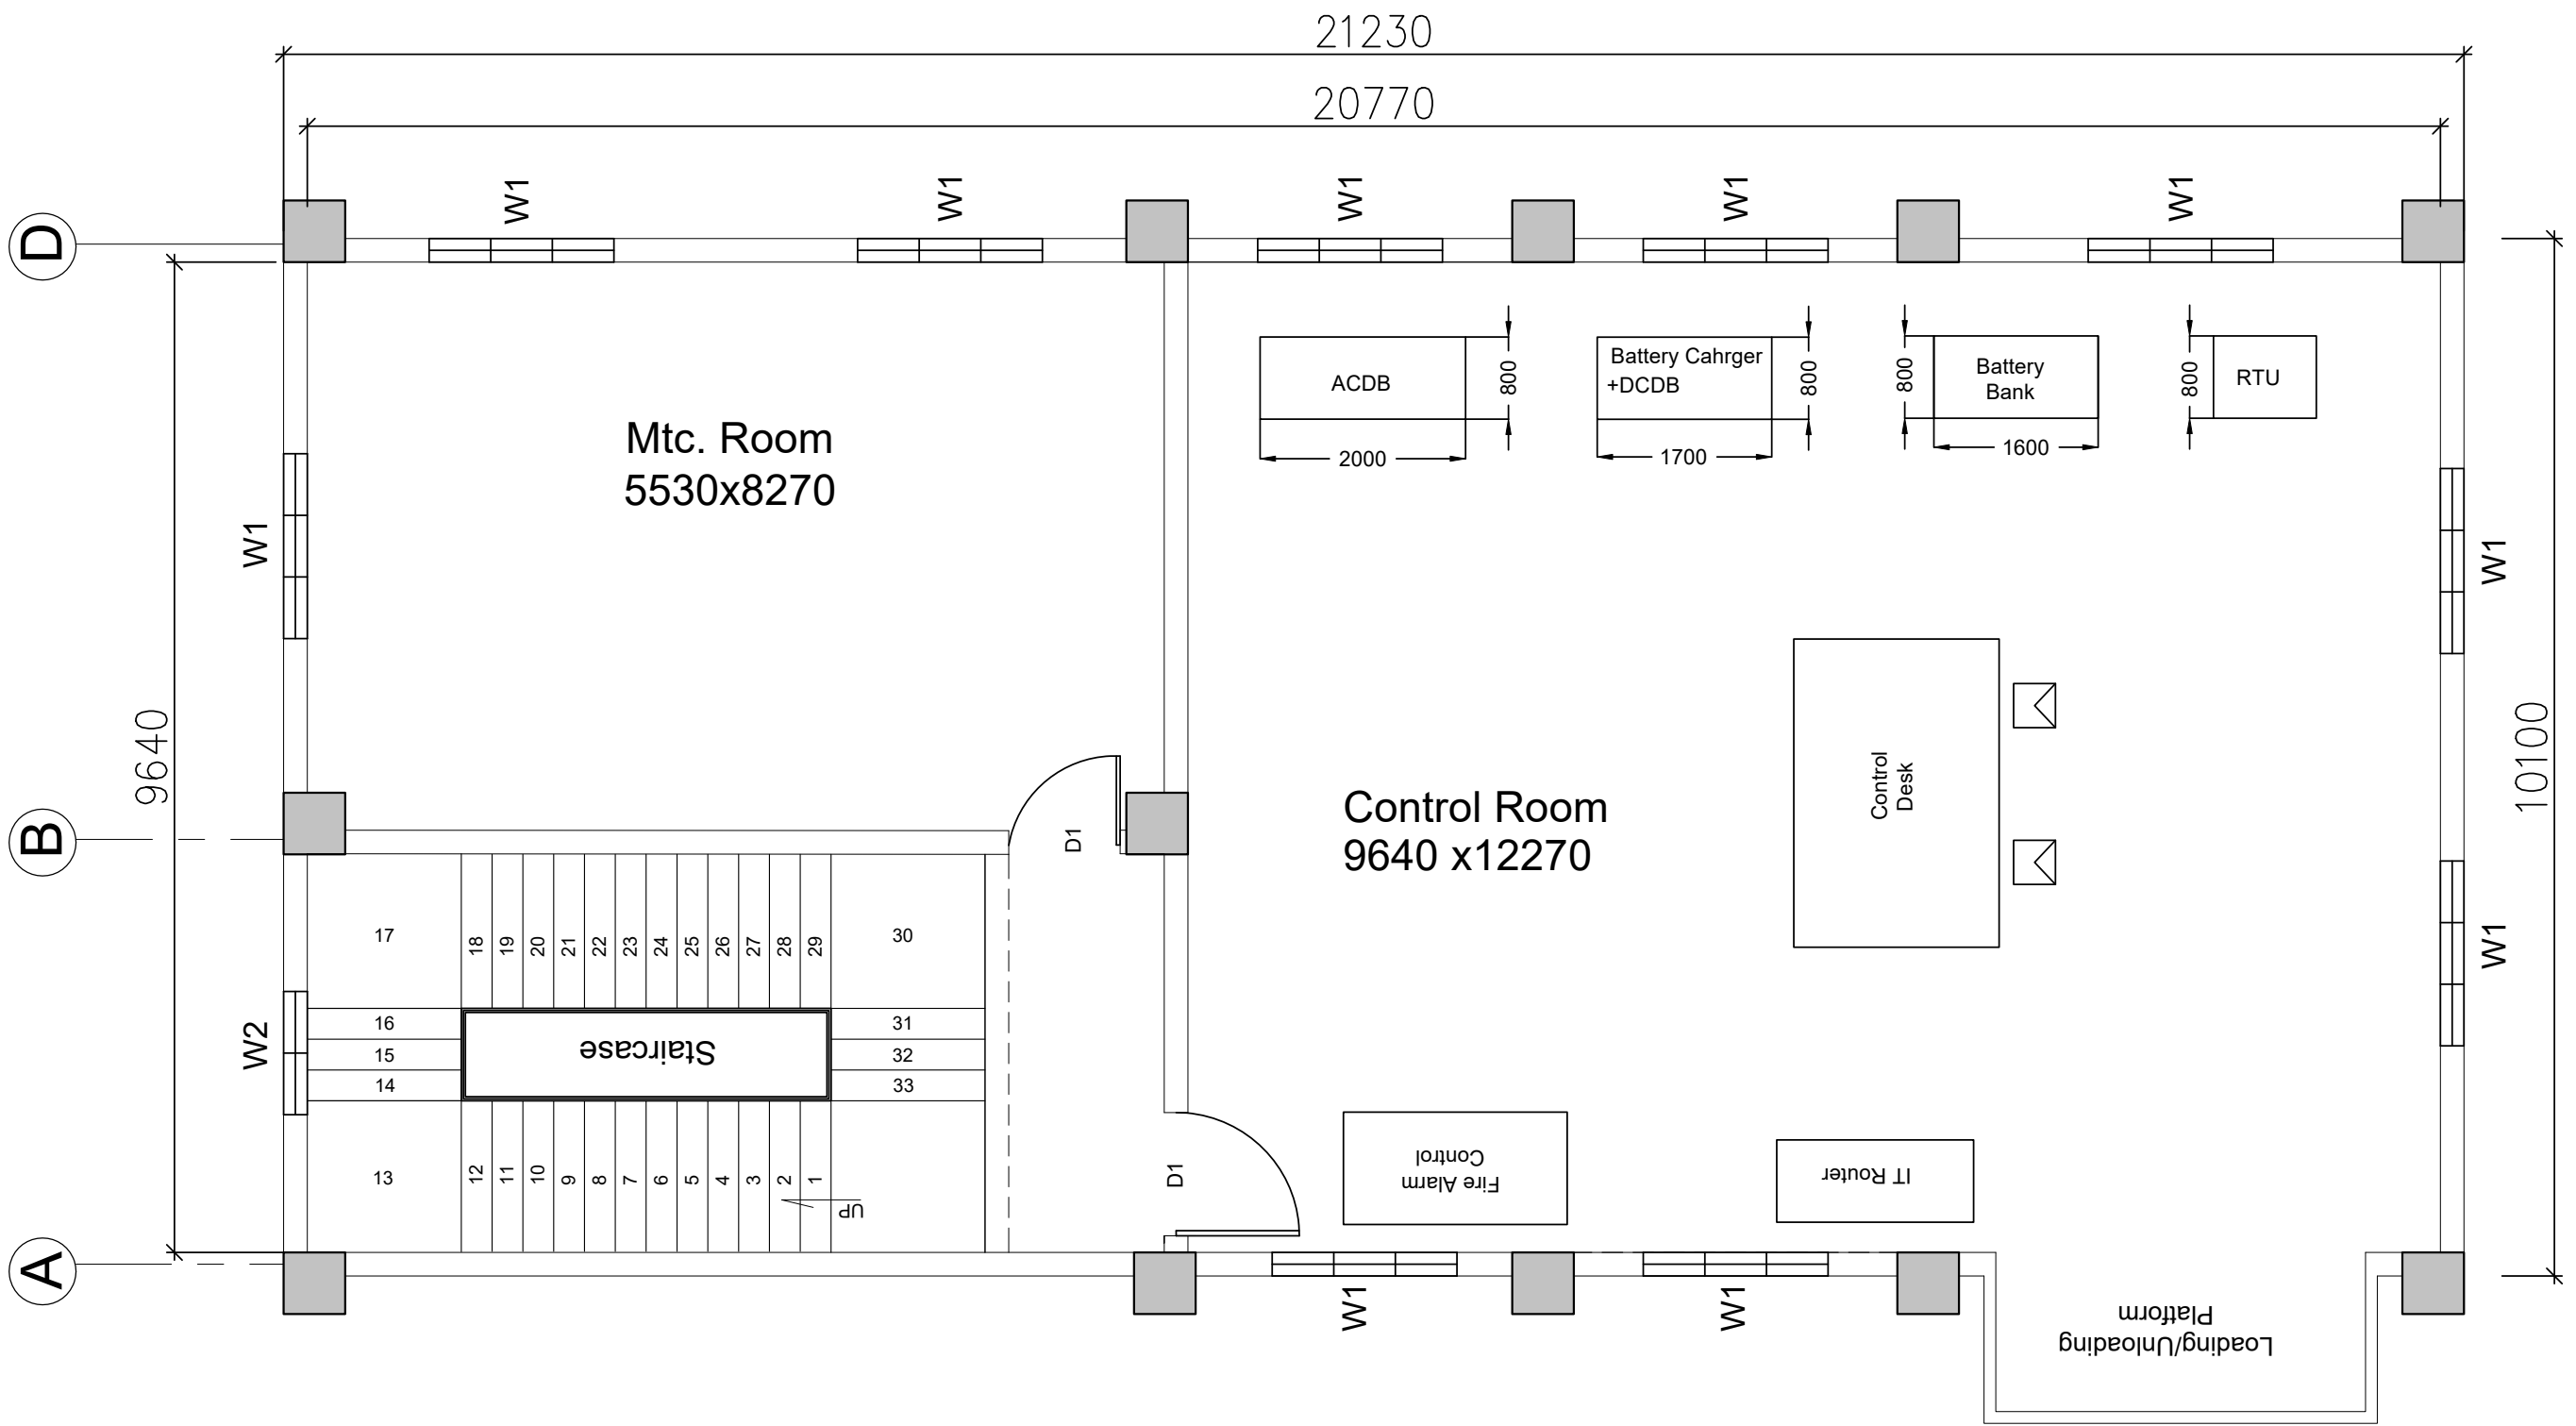 21230
20770
W1
W1
W1
W1
W1
D
ACDB
800
2000
Battery Cahrger
+DCDB
800
1700
800
Battery
Bank
1600
800
RTU
Mtc. Room
5530x8270
W1
W1
9640
10100
Control
Desk
Control Room
9640 x12270
B
D1
17
18
19
20
21
22
23
24
25
26
27
28
29
30
W1
16
15
14
W2
Staircase
31
32
33
13
12
11
10
9
8
7
6
5
4
3
2
1
UP
D1
Fire Alarm
Control
IT Router
A
W1
W1
Loading/Unloading
Platform